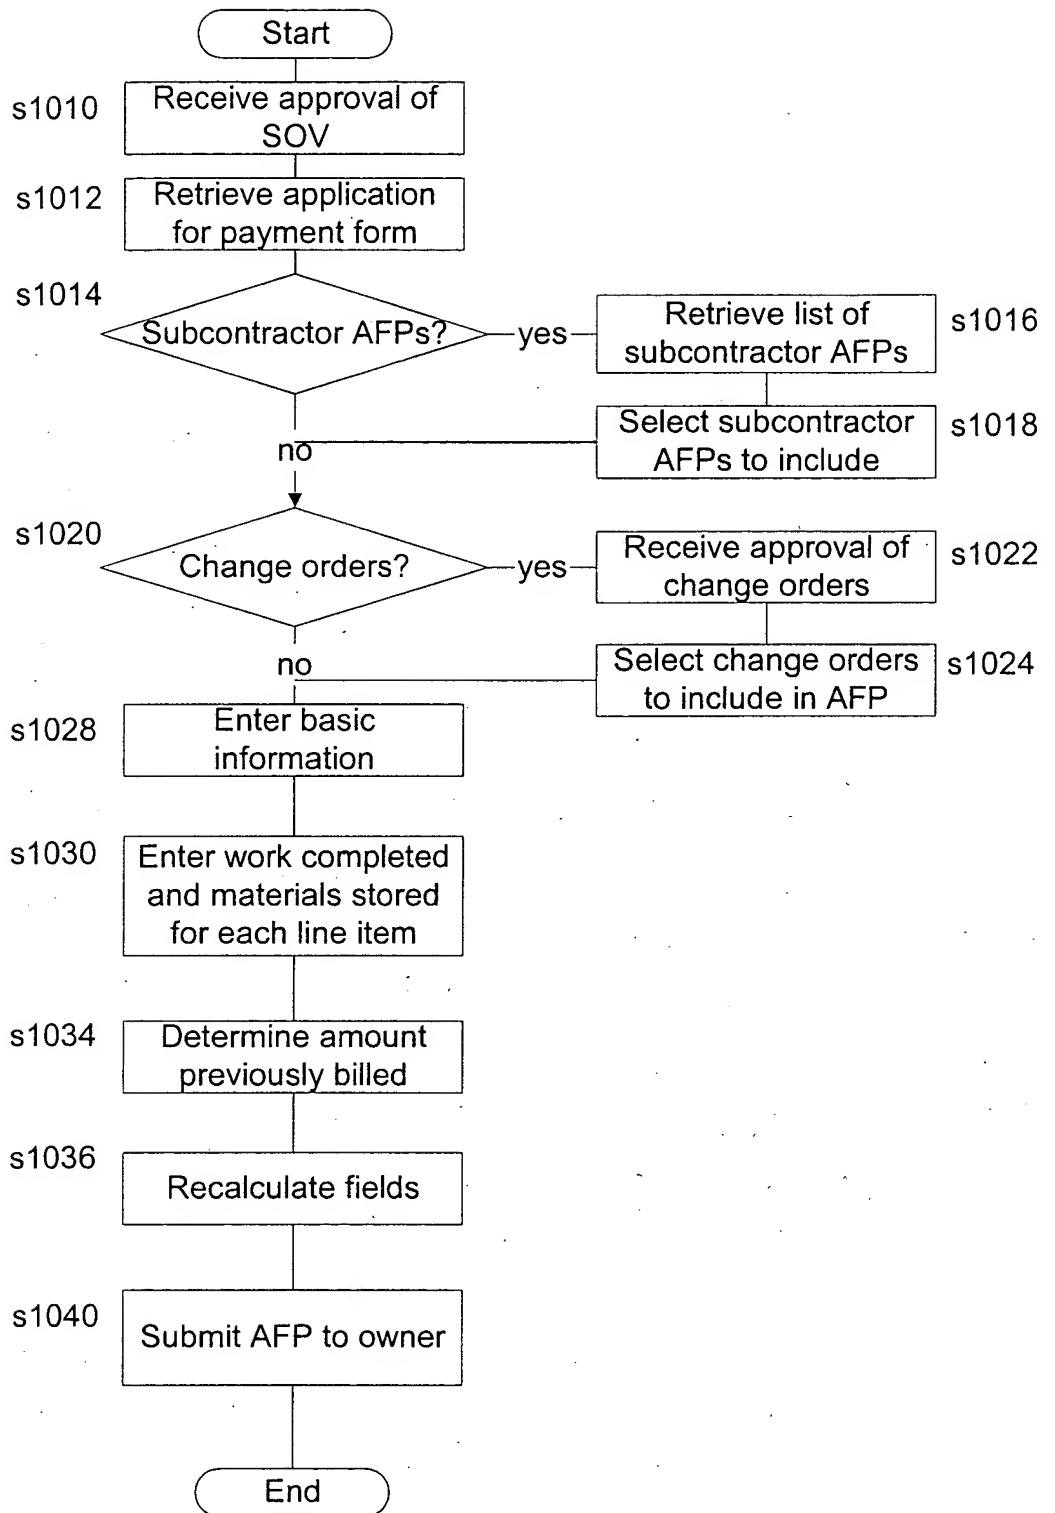 Start
s1010
Receive approval of
SOV
s1012
Retrieve application
for payment form
s1014
Subcontractor AFPs?
yes
Retrieve list of
subcontractor AFPs
s1016
Select subcontractor
AFPs to include
s1018
no
s1020
Change orders?
yes
Receive approval of
change orders
s1022
no
Select change orders
to include in AFP
s1024
s1028
Enter basic
information
s1030
Enter work completed
and materials stored
for each line item
s1034
Determine amount
previously billed
s1036
Recalculate fields
s1040
Submit AFP to owner
End